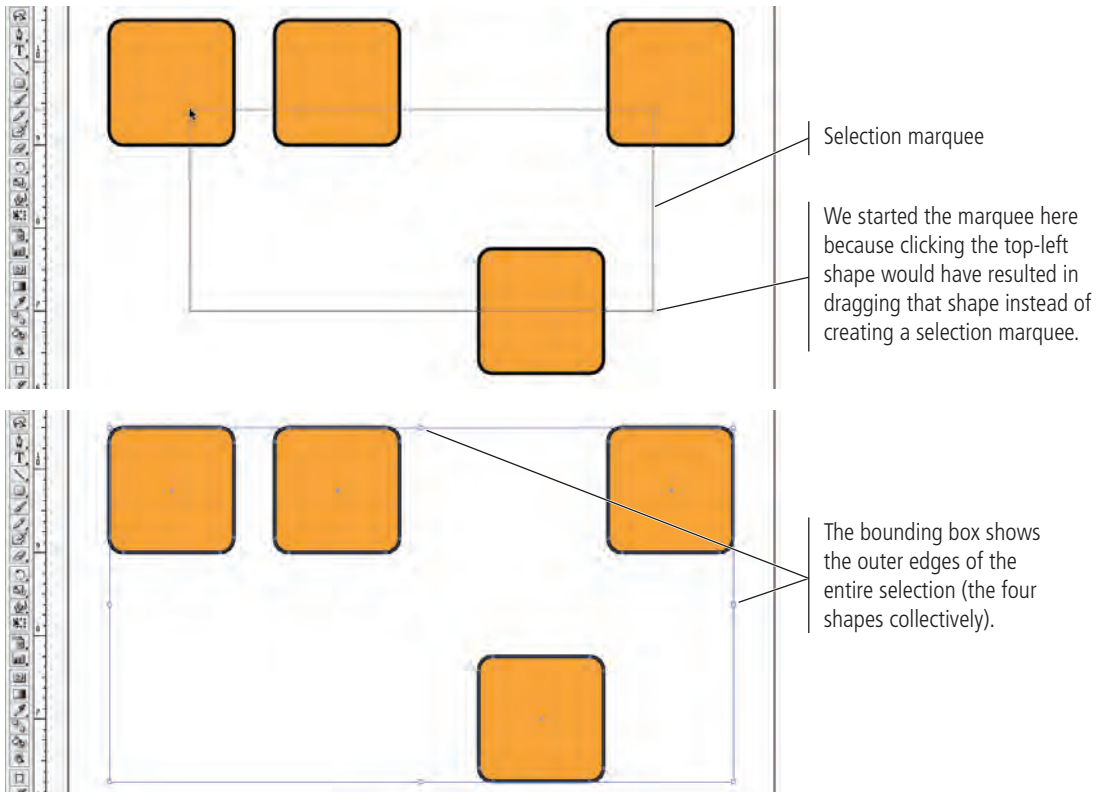 Selection marquee
We started the marquee here
because clicking the top-left
shape would have resulted in
dragging that shape instead of
creating a selection marquee.
The bounding box shows
the outer edges of the
entire selection (the four
shapes collectively).